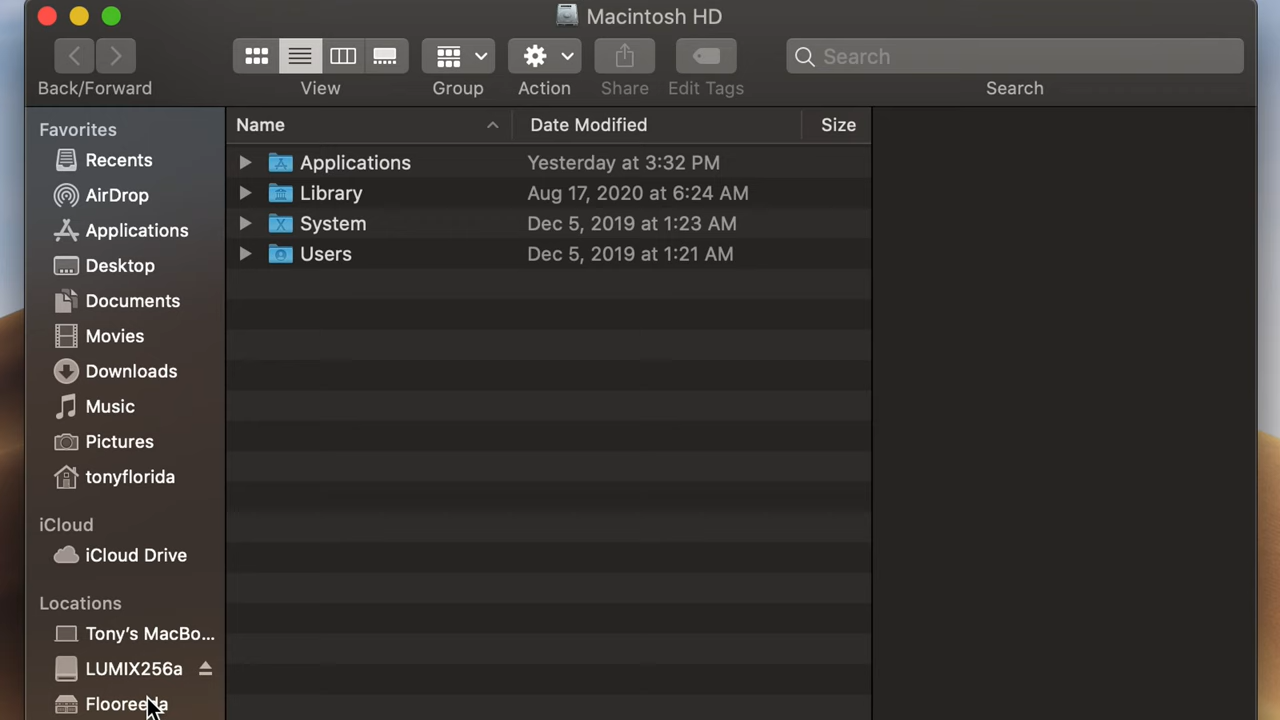 Macintosh HD
Search
Back/Forward View Group Action Share Edit Tags Search
Favorites
Recents
AirDrop
Applications
Desktop
Documents
Movies
Downloads
Music
Pictures
tonyflorida
iCloud
iCloud Drive
Locations
Tony’s MacBo...
LUMIX256a
Name Date Modified Size
Applications Yesterday at 3:32 PM
Library Aug 17, 2020 at 6:24 AM
System Dec 5, 2019 at 1:23 AM
Users Dec 5, 2019 at 1:21 AM